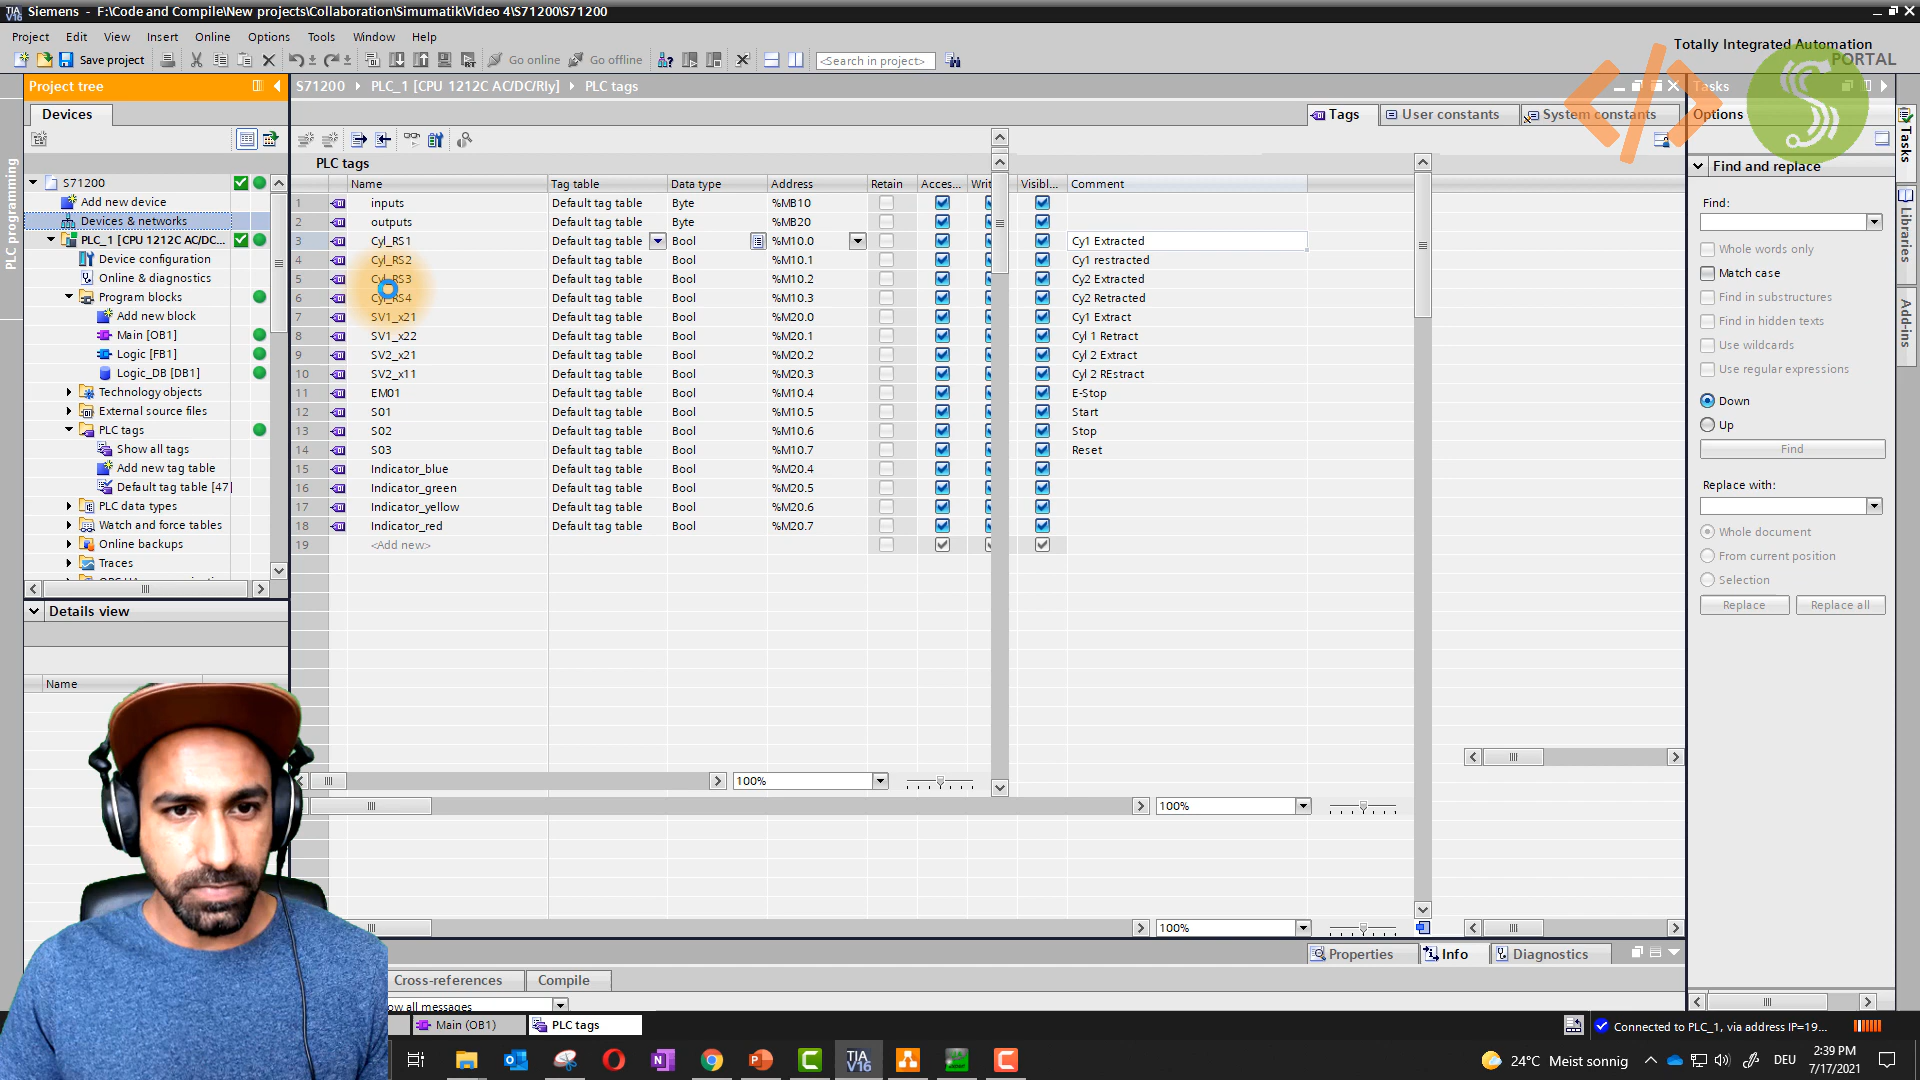 Siemens - F:\Code and Compile\New projects\Collaboration\Simumatik\Video 4\S71200\S71200
Project Edit View Insert Online Options Tools Window Help
Totally Integrated Automation
PORTAL
Save project Go online Go offline <Search in project>
Project tree
S71200 PLC_1 [CPU 1212C AC/DC/Rly] PLC tags
Tasks
Devices
Tags User constants System constants
Options
PLC programming
PLC tags
Find and replace
Name Tag table Data type Address Retain Acces... Writ Visibl... Comment
1 inputs Default tag table Byte %MB10
2 outputs Default tag table Byte %MB20
3 Cyl_RS1 Default tag table Bool %M10.0 Cy1 Extracted
4 Cyl_RS2 Default tag table Bool %M10.1 Cy1 restracted
5 Cyl_RS3 Default tag table Bool %M10.2 Cy2 Extracted
6 Cyl_RS4 Default tag table Bool %M10.3 Cy2 Retracted
7 SV1_x21 Default tag table Bool %M20.0 Cy1 Extract
8 SV1_x22 Default tag table Bool %M20.1 Cyl 1 Retract
9 SV2_x21 Default tag table Bool %M20.2 Cyl 2 Extract
10 SV2_x11 Default tag table Bool %M20.3 Cyl 2 REstract
11 EM01 Default tag table Bool %M10.4 E-Stop
12 S01 Default tag table Bool %M10.5 Start
13 S02 Default tag table Bool %M10.6 Stop
14 S03 Default tag table Bool %M10.7 Reset
15 Indicator_blue Default tag table Bool %M20.4
16 Indicator_green Default tag table Bool %M20.5
17 Indicator_yellow Default tag table Bool %M20.6
18 Indicator_red Default tag table Bool %M20.7
19 <Add new>
S71200
Add new device
Devices & networks
PLC_1 [CPU 1212C AC/DC...
Device configuration
Online & diagnostics
Program blocks
Add new block
Main [OB1]
Logic [FB1]
Logic_DB [DB1]
Technology objects
External source files
PLC tags
Show all tags
Add new tag table
Default tag table [47]
PLC data types
Watch and force tables
Online backups
Traces
Details view
Name
Find:
Whole words only
Match case
Find in substructures
Find in hidden texts
Use wildcards
Use regular expressions
Down
Up
Find
Replace with:
Whole document
From current position
Selection
Replace Replace all
Tasks
Libraries
Add-ins
100%
100%
100%
Properties Info Diagnostics
Cross-references Compile
ow all messages
Main (OB1) PLC tags
Connected to PLC_1, via address IP=19...
TIA
V16
24°C Meist sonnig DEU 2:39 PM
7/17/2021